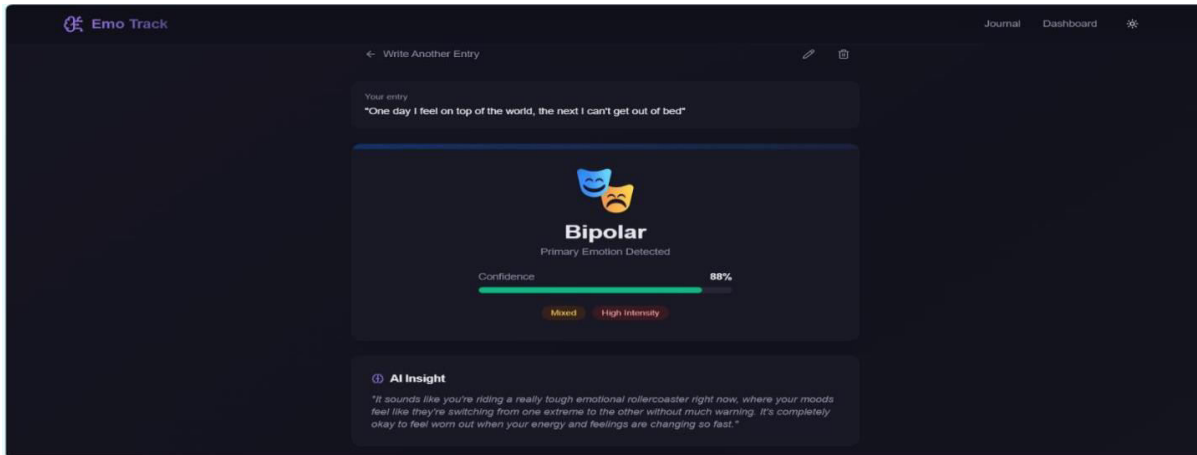 Emo Track
Journal Dashboard
← Write Another Entry
Your entry
"One day I feel on top of the world, the next I can't get out of bed"
Bipolar
Primary Emotion Detected
Confidence 88%
Mixed High Intensity
AI Insight
"It sounds like you're riding a really tough emotional rollercoaster right now, where your moods
feel like they're switching from one extreme to the other without much warning. It's completely
okay to feel worn out when your energy and feelings are changing so fast."